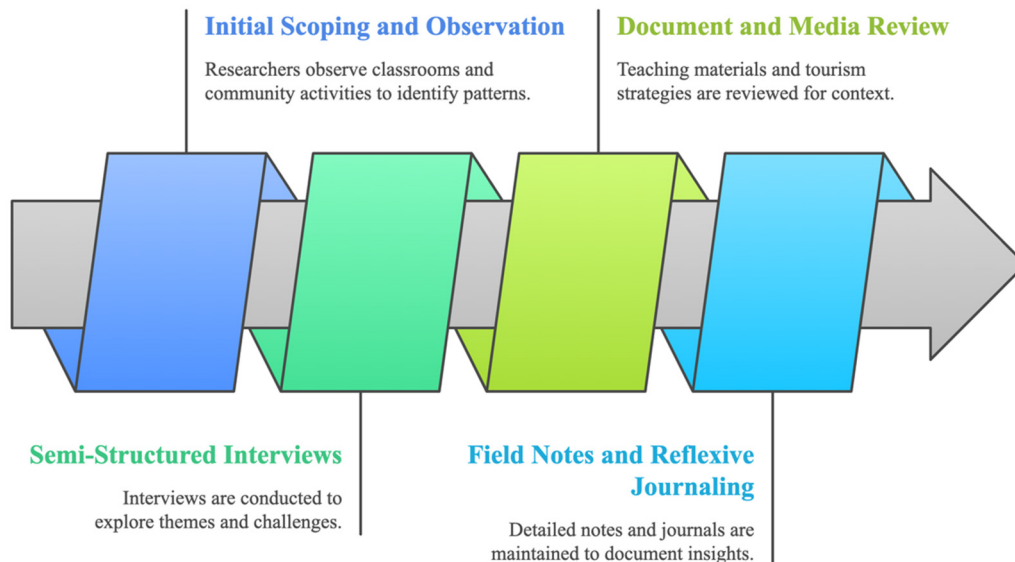 Initial Scoping and Observation
Researchers observe classrooms and
community activities to identify patterns.
Document and Media Review
Teaching materials and tourism
strategies are reviewed for context.
Semi-Structured Interviews
Interviews are conducted to
explore themes and challenges.
Field Notes and Reflexive
Journaling
Detailed notes and journals are
maintained to document insights.